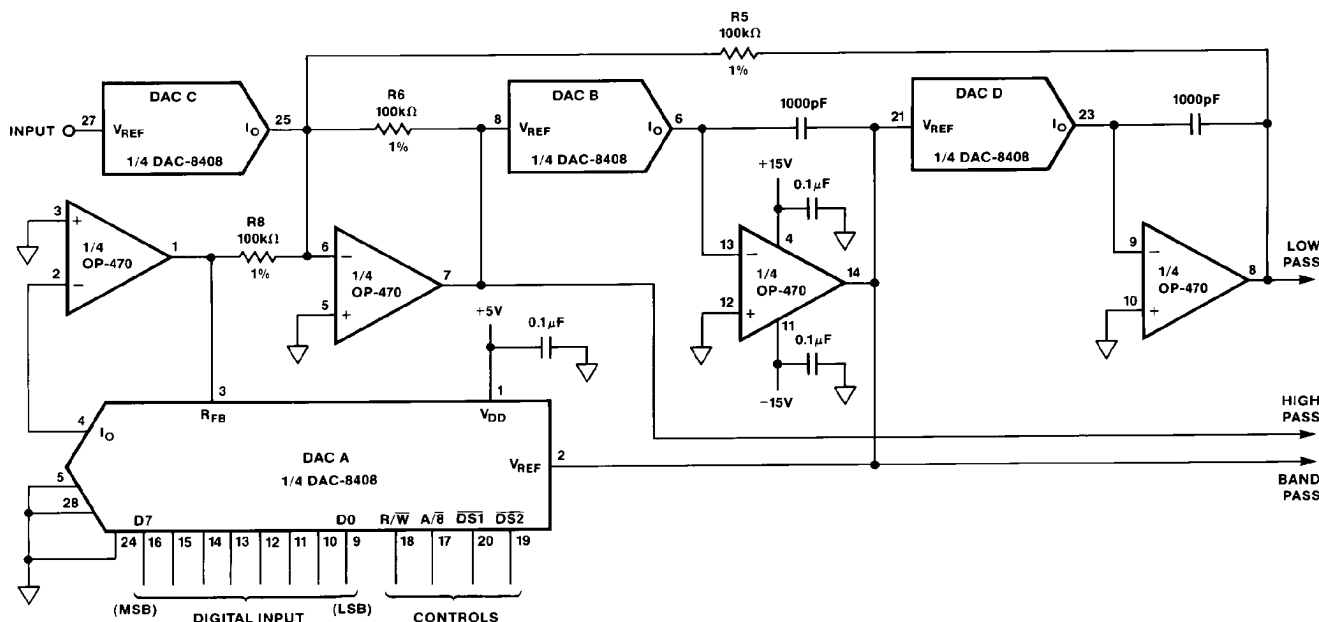 R5
100kΩ
1%
DAC C
INPUT
27
VREF
IO
25
1/4 DAC-8408
R6
100kΩ
1%
DAC B
8
VREF
IO
6
1/4 DAC-8408
1000pF
DAC D
21
VREF
IO
23
1/4 DAC-8408
1000pF
3
+
1/4
OP-470
1
2
−
R8
100kΩ
1%
6
−
1/4
OP-470
7
5
+
+15V
0.1µF
4
13
−
1/4
OP-470
14
12
+
11
0.1µF
−15V
9
−
1/4
OP-470
8
10
+
LOW
PASS
+5V
0.1µF
3
RFB
1
VDD
HIGH
PASS
4
IO
DAC A
1/4 DAC-8408
VREF
2
BAND
PASS
5
28
D7
D0
R/W̅
A/B̅
D̅S̅1̅
D̅S̅2̅
24
16
15
14
13
12
11
10
9
18
17
20
19
(MSB)
DIGITAL INPUT
(LSB)
CONTROLS